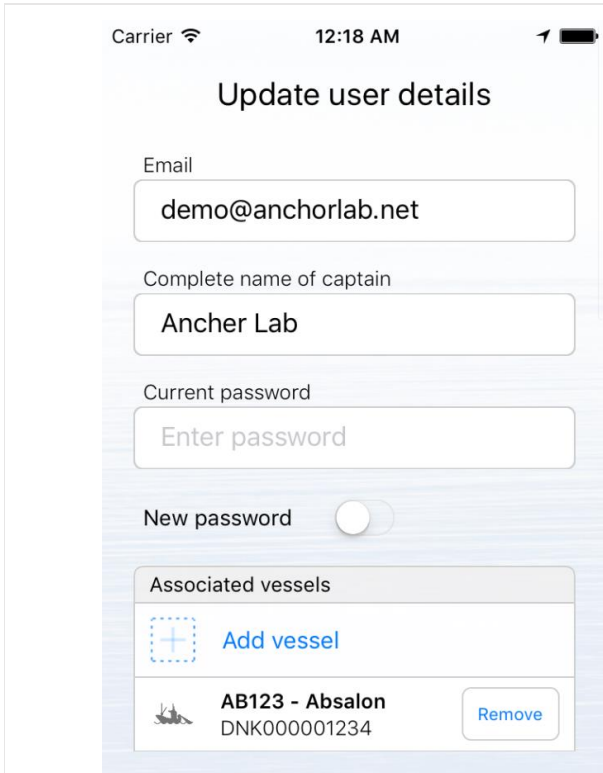 Carrier 12:18 AM
Update user details
Email
demo@anchorlab.net
Complete name of captain
Ancher Lab
Current password
Enter password
New password
Associated vessels
Add vessel
AB123 - Absalon
DNK000001234
Remove